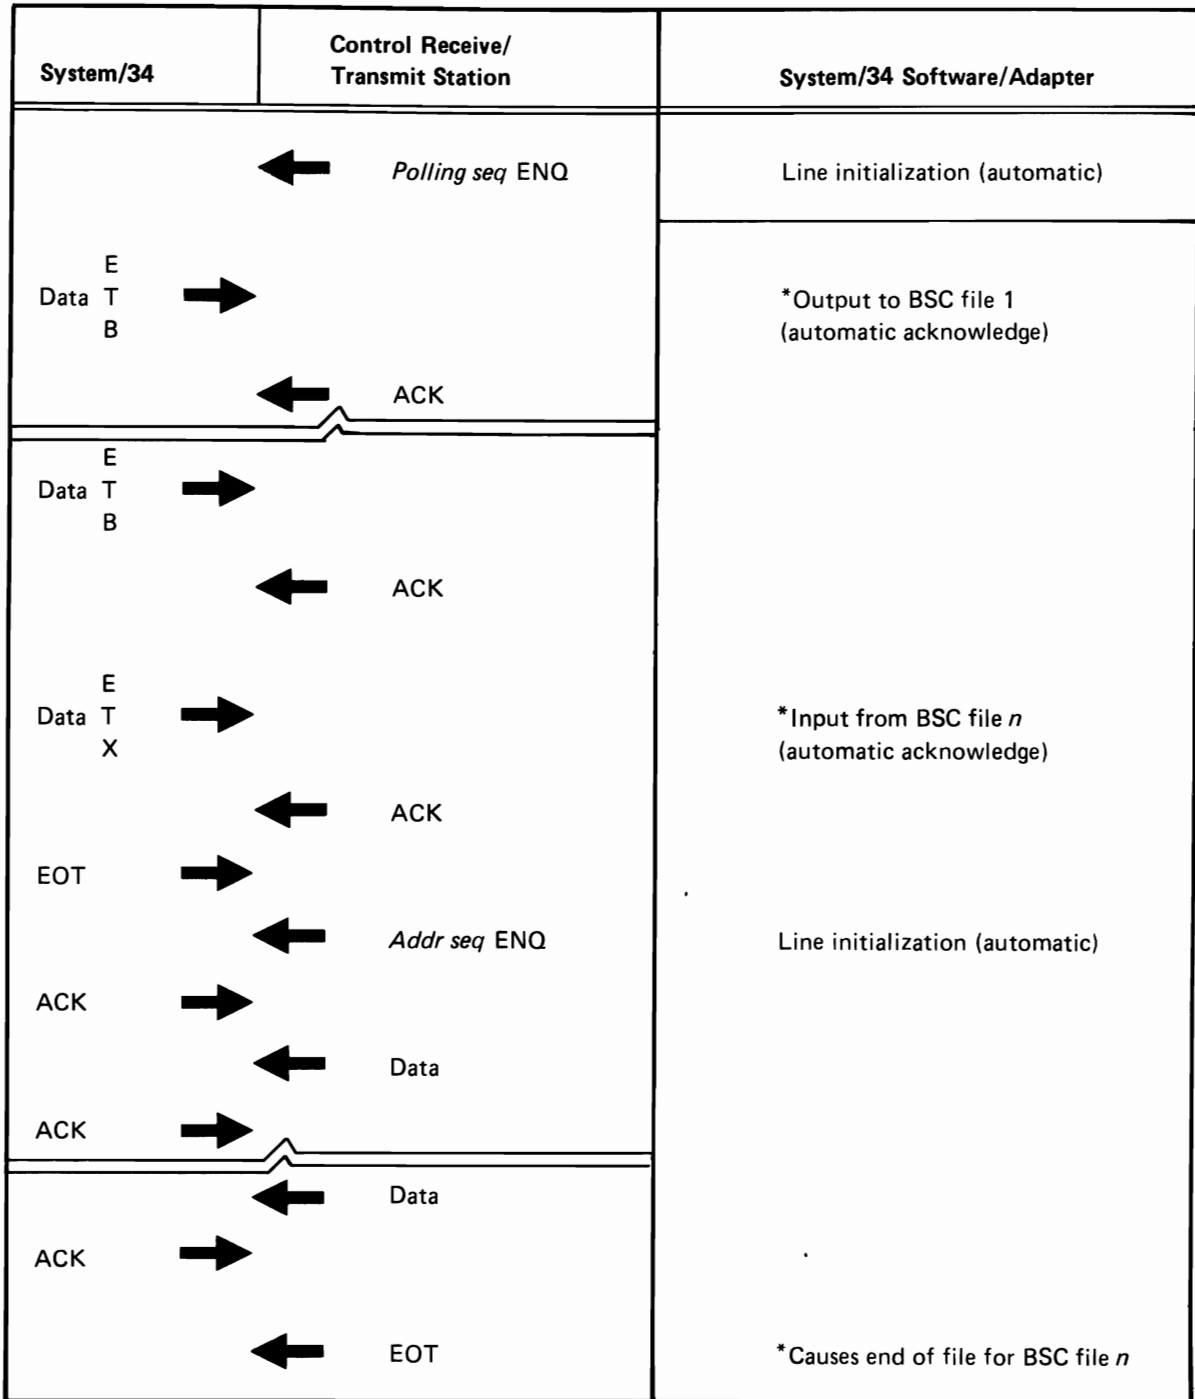 System/34
Control Receive/
Transmit Station
System/34 Software/Adapter
Polling seq ENQ
Line initialization (automatic)
E
Data T
B
*Output to BSC file 1
(automatic acknowledge)
ACK
E
Data T
B
ACK
E
Data T
X
*Input from BSC file n
(automatic acknowledge)
ACK
EOT
Addr seq ENQ
Line initialization (automatic)
ACK
Data
ACK
Data
ACK
EOT
*Causes end of file for BSC file n